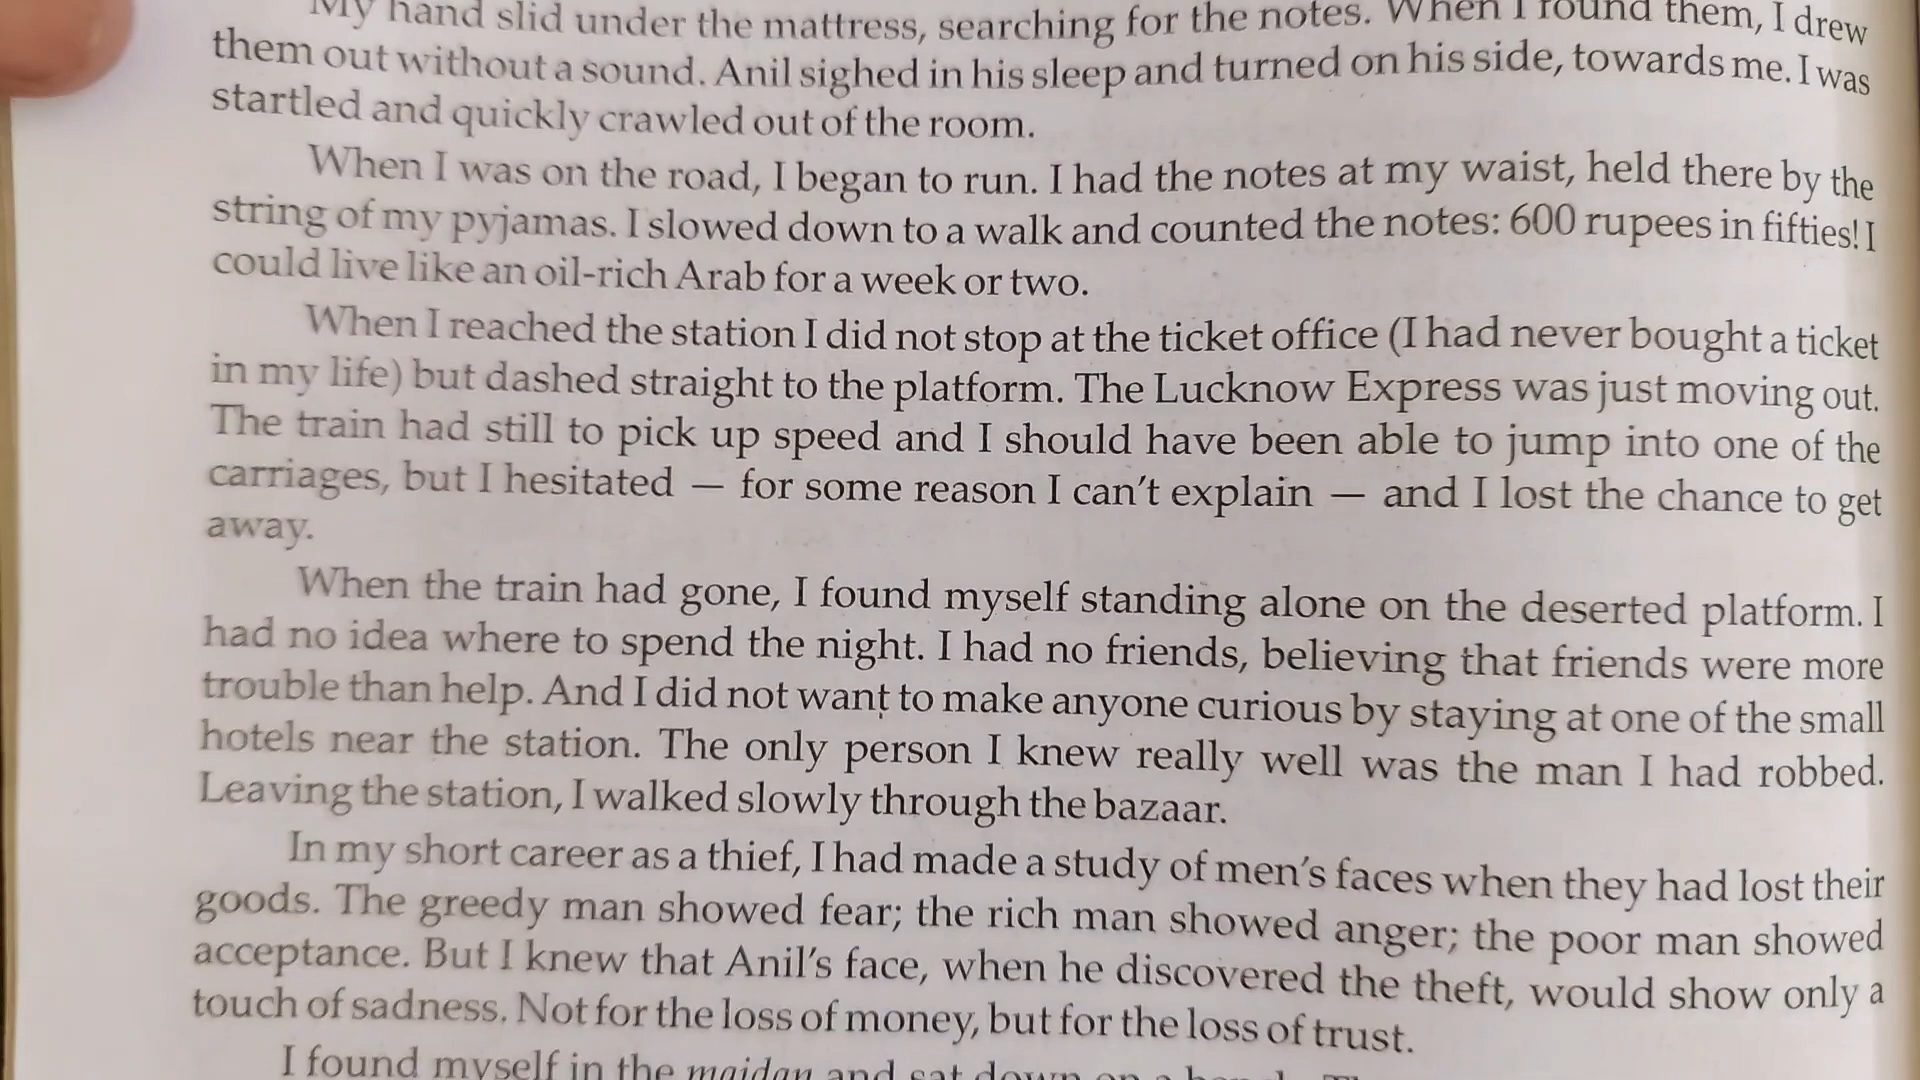 My hand slid under the mattress, searching for the notes. When I found them, I drew
them out without a sound. Anil sighed in his sleep and turned on his side, towards me. I was
startled and quickly crawled out of the room.
When I was on the road, I began to run. I had the notes at my waist, held there by the
string of my pyjamas. I slowed down to a walk and counted the notes: 600 rupees in fifties! I
could live like an oil-rich Arab for a week or two.
When I reached the station I did not stop at the ticket office (I had never bought a ticket
in my life) but dashed straight to the platform. The Lucknow Express was just moving out.
The train had still to pick up speed and I should have been able to jump into one of the
carriages, but I hesitated — for some reason I can't explain — and I lost the chance to get
away.
When the train had gone, I found myself standing alone on the deserted platform. I
had no idea where to spend the night. I had no friends, believing that friends were more
trouble than help. And I did not want to make anyone curious by staying at one of the small
hotels near the station. The only person I knew really well was the man I had robbed.
Leaving the station, I walked slowly through the bazaar.
In my short career as a thief, I had made a study of men's faces when they had lost their
goods. The greedy man showed fear; the rich man showed anger; the poor man showed
acceptance. But I knew that Anil's face, when he discovered the theft, would show only a
touch of sadness. Not for the loss of money, but for the loss of trust.
I found myself in the maidan and sat down on a